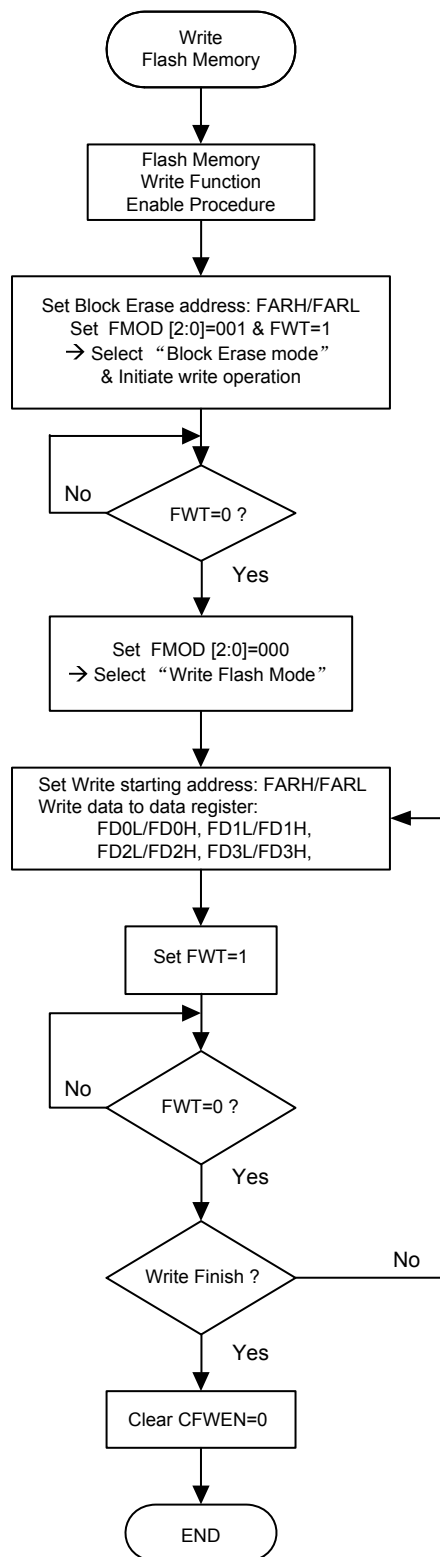 Write
Flash Memory
Flash Memory
Write Function
Enable Procedure
Set Block Erase address: FARH/FARL
Set FMOD [2:0]=001 & FWT=1
→ Select “Block Erase mode”
& Initiate write operation
No
FWT=0 ?
Yes
Set FMOD [2:0]=000
→ Select “Write Flash Mode”
Set Write starting address: FARH/FARL
Write data to data register:
FD0L/FD0H, FD1L/FD1H,
FD2L/FD2H, FD3L/FD3H,
Set FWT=1
No
FWT=0 ?
Yes
Write Finish ?
No
Yes
Clear CFWEN=0
END